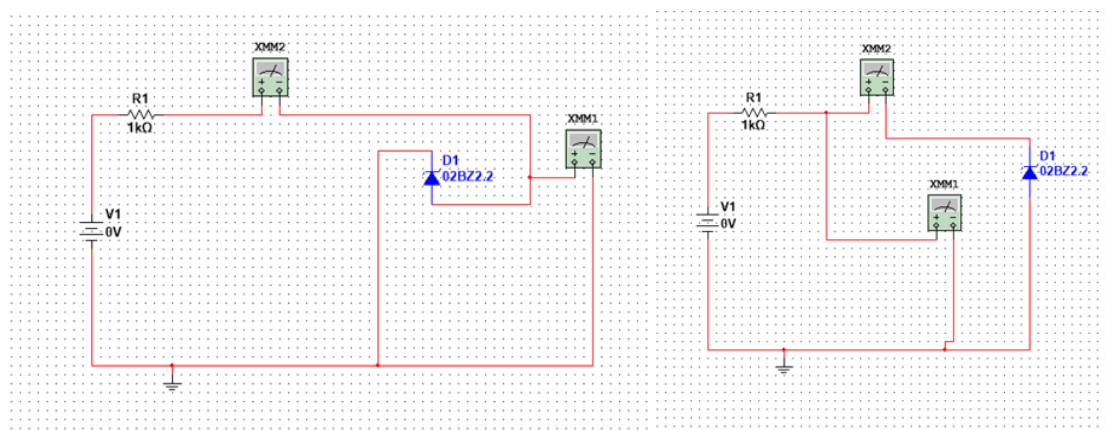 XMM2
R1
1kΩ
XMM1
D1
02BZ2.2
V1
0V
XMM2
R1
1kΩ
D1
02BZ2.2
XMM1
V1
0V